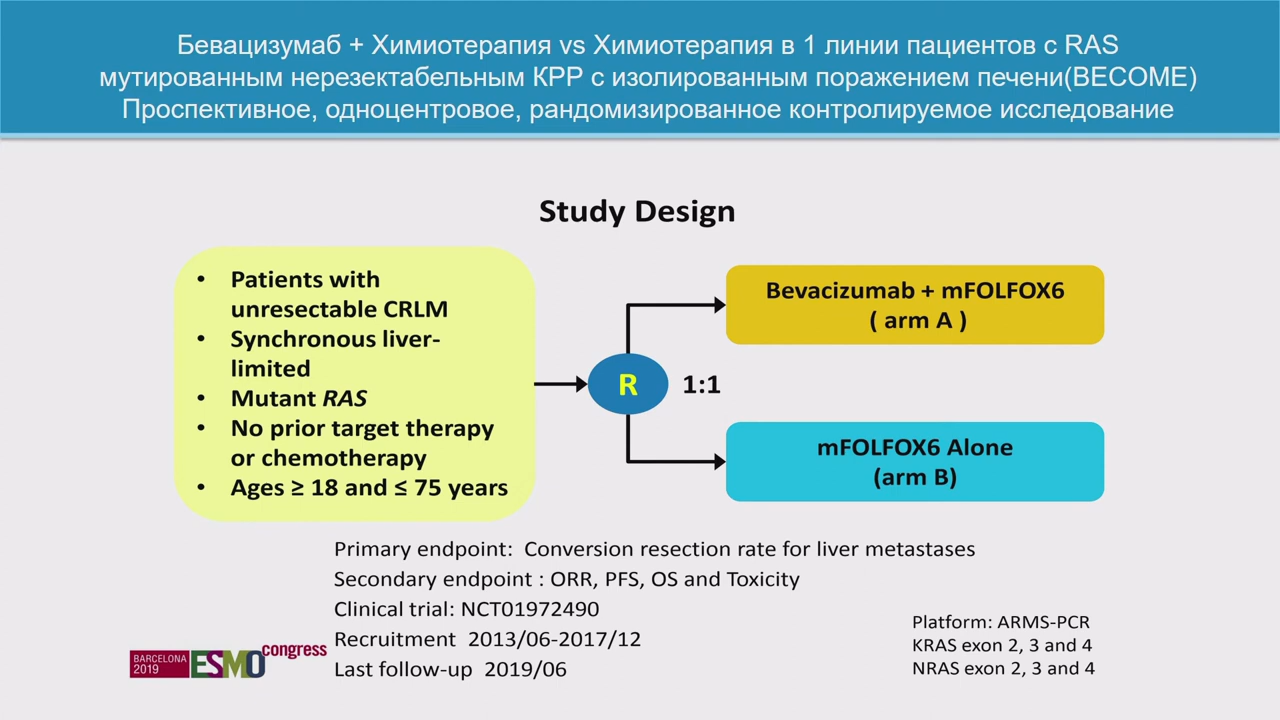 Бевацизумаб + Химиотерапия vs Химиотерапия в 1 линии пациентов с RAS
мутированным нерезектабельным КРР с изолированным поражением печени(BECOME)
Проспективное, одноцентровое, рандомизированное контролируемое исследование
Study Design
• Patients with
unresectable CRLM
• Synchronous liver-
limited
• Mutant RAS
• No prior target therapy
or chemotherapy
• Ages ≥ 18 and ≤ 75 years
R
1:1
Bevacizumab + mFOLFOX6
( arm A )
mFOLFOX6 Alone
(arm B)
Primary endpoint: Conversion resection rate for liver metastases
Secondary endpoint : ORR, PFS, OS and Toxicity
Clinical trial: NCT01972490
Recruitment 2013/06-2017/12
Last follow-up 2019/06
Platform: ARMS-PCR
KRAS exon 2, 3 and 4
NRAS exon 2, 3 and 4
BARCELONA
2019
ESMO congress